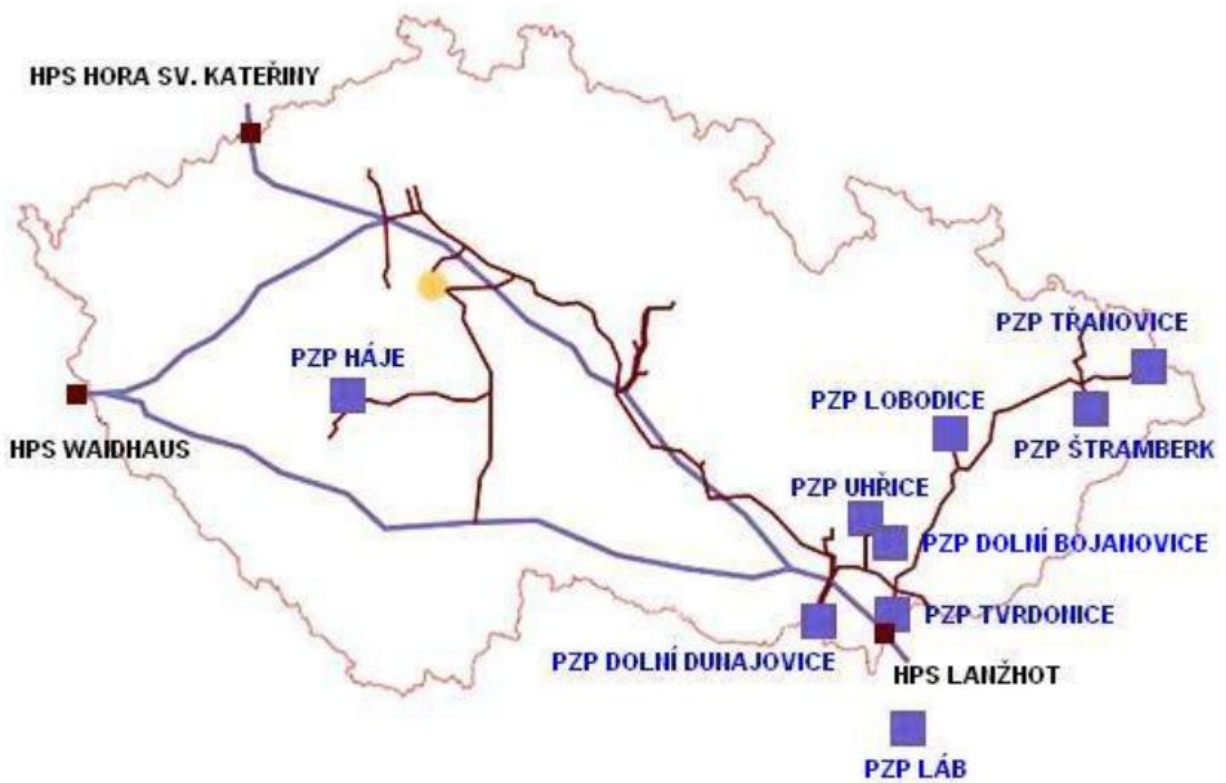 HPS HORA SV. KATEŘINY
PZP TŘANOVICE
PZP HÁJE
PZP LOBODICE
HPS WAIDHAUS
PZP ŠTRAMBERK
PZP UHŘICE
PZP DOLNÍ BOJANOVICE
PZP TVRDONICE
PZP DOLNÍ DUNAJOVICE
HPS LANŽHOT
PZP LÁB